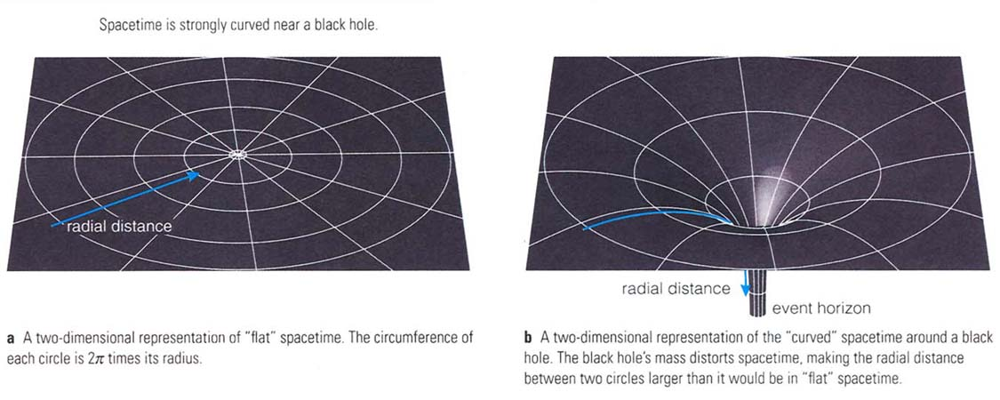 Spacetime is strongly curved near a black hole.
radial distance
radial distance
event horizon
a A two-dimensional representation of "flat" spacetime. The circumference of
each circle is 2π times its radius.
b A two-dimensional representation of the "curved" spacetime around a black
hole. The black hole's mass distorts spacetime, making the radial distance
between two circles larger than it would be in "flat" spacetime.